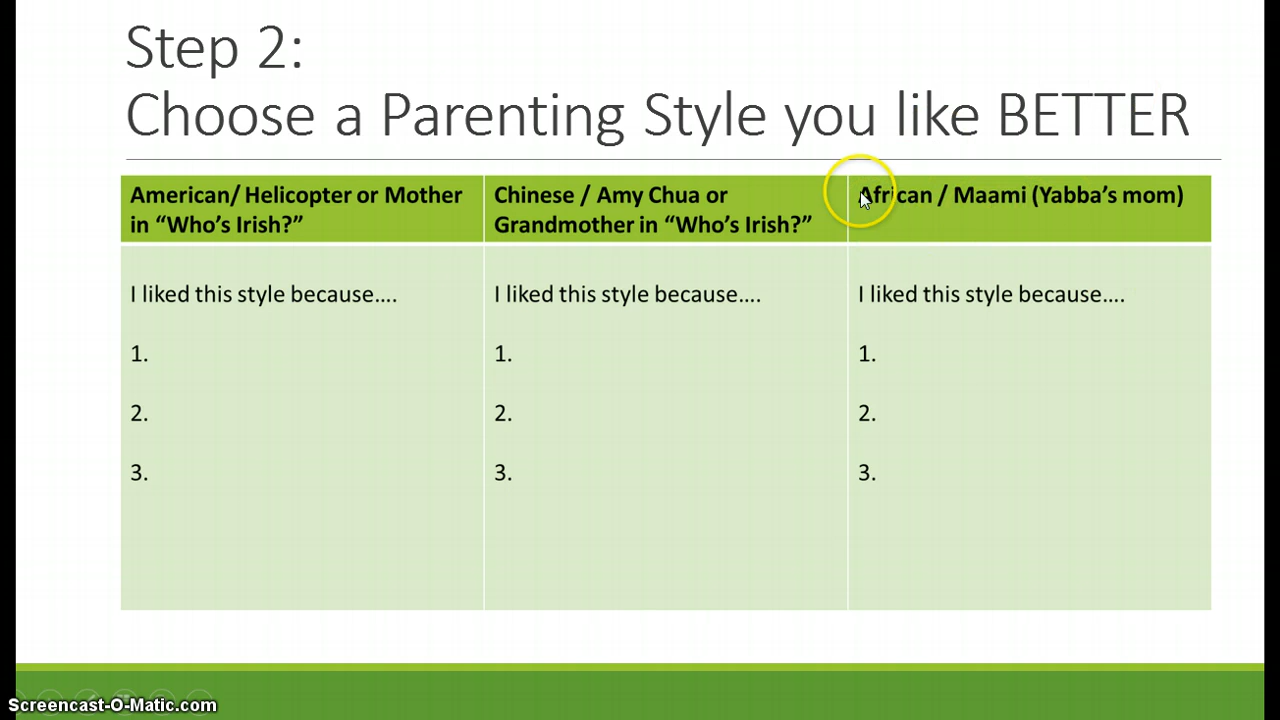 Step 2:
Choose a Parenting Style you like BETTER
American/ Helicopter or Mother
in “Who’s Irish?”
Chinese / Amy Chua or
Grandmother in “Who’s Irish?”
African / Maami (Yabba’s mom)
I liked this style because….
1.
2.
3.
I liked this style because….
1.
2.
3.
I liked this style because….
1.
2.
3.
Screencast-O-Matic.com